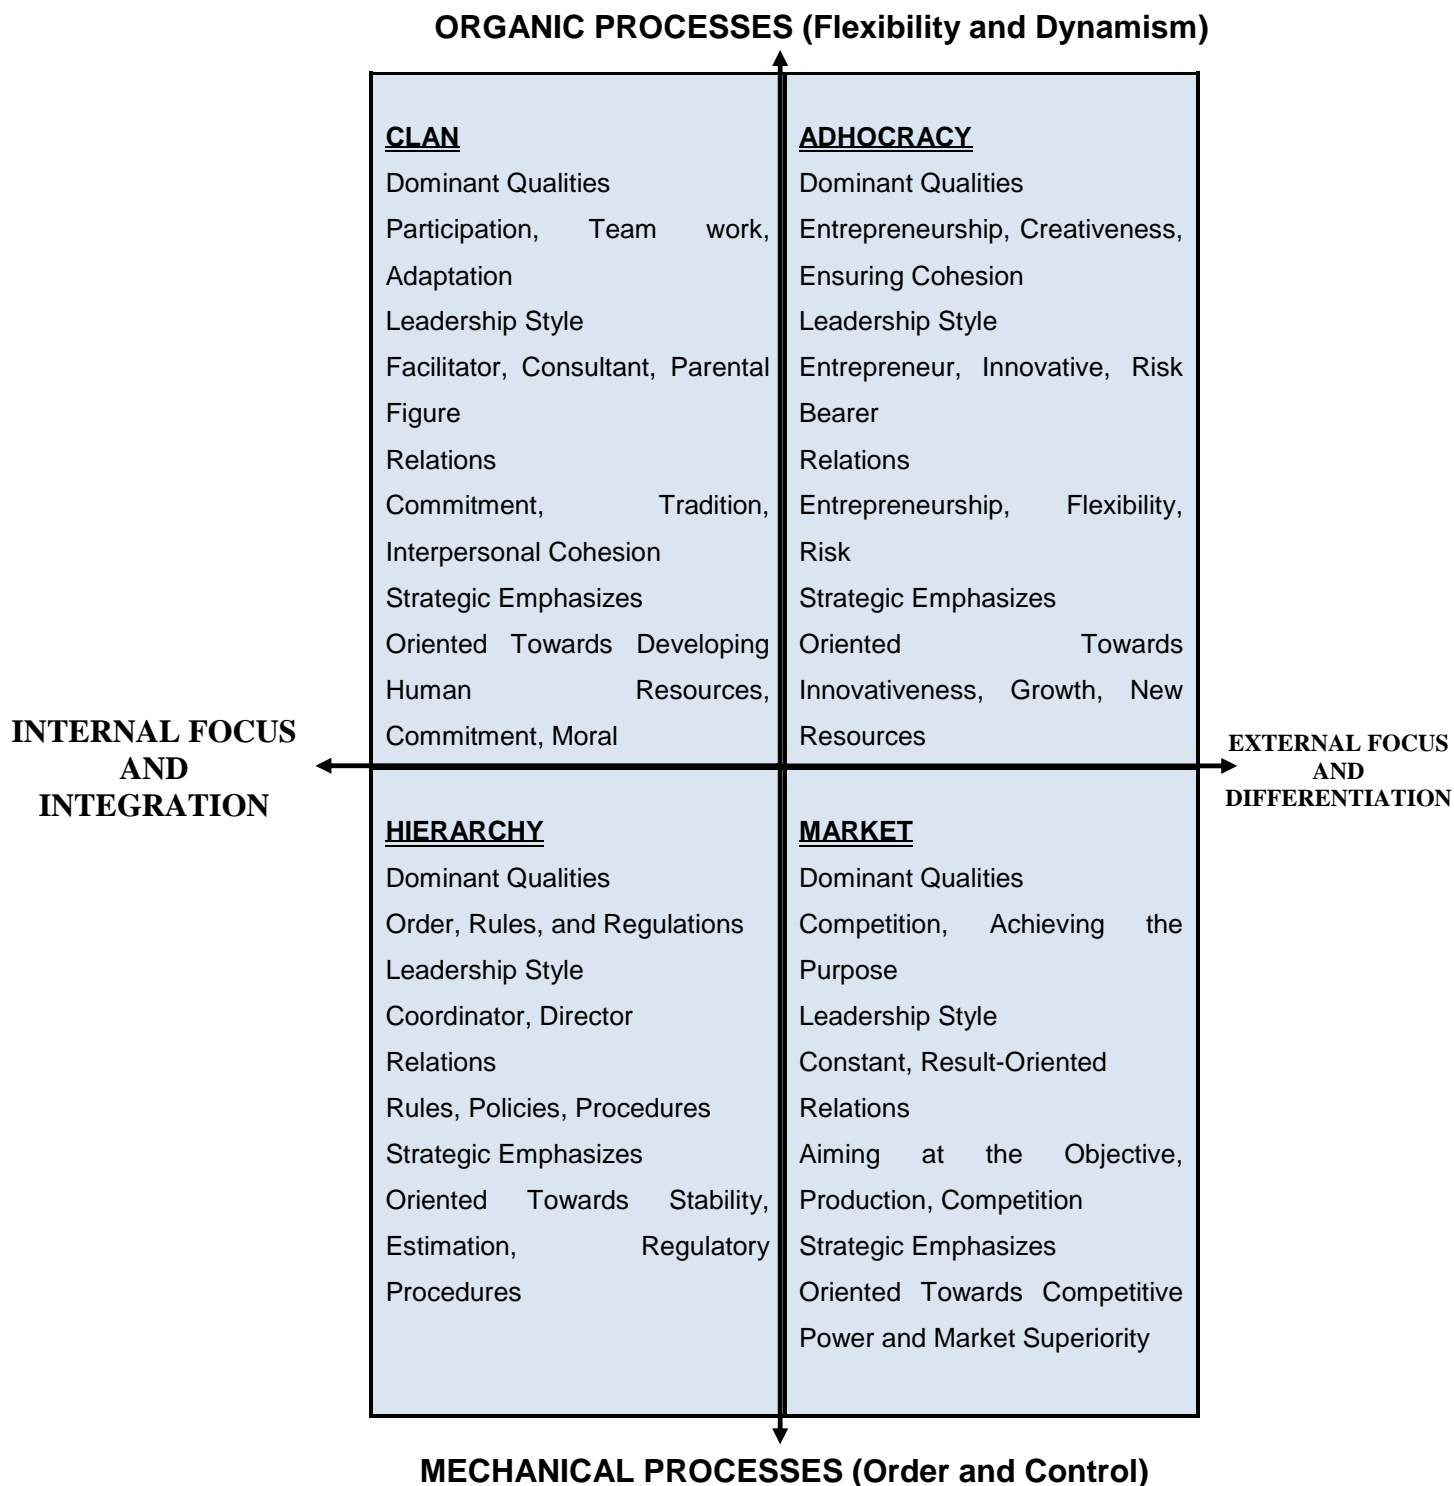 ORGANIC PROCESSES (Flexibility and Dynamism)
CLAN
Dominant Qualities
Participation, Team work,
Adaptation
Leadership Style
Facilitator, Consultant, Parental
Figure
Relations
Commitment, Tradition,
Interpersonal Cohesion
Strategic Emphasizes
Oriented Towards Developing
Human Resources,
Commitment, Moral
ADHOCRACY
Dominant Qualities
Entrepreneurship, Creativeness,
Ensuring Cohesion
Leadership Style
Entrepreneur, Innovative, Risk
Bearer
Relations
Entrepreneurship, Flexibility,
Risk
Strategic Emphasizes
Oriented Towards
Innovativeness, Growth, New
Resources
INTERNAL FOCUS
AND
INTEGRATION
EXTERNAL FOCUS
AND
DIFFERENTIATION
HIERARCHY
Dominant Qualities
Order, Rules, and Regulations
Leadership Style
Coordinator, Director
Relations
Rules, Policies, Procedures
Strategic Emphasizes
Oriented Towards Stability,
Estimation, Regulatory
Procedures
MARKET
Dominant Qualities
Competition, Achieving the
Purpose
Leadership Style
Constant, Result-Oriented
Relations
Aiming at the Objective,
Production, Competition
Strategic Emphasizes
Oriented Towards Competitive
Power and Market Superiority
MECHANICAL PROCESSES (Order and Control)